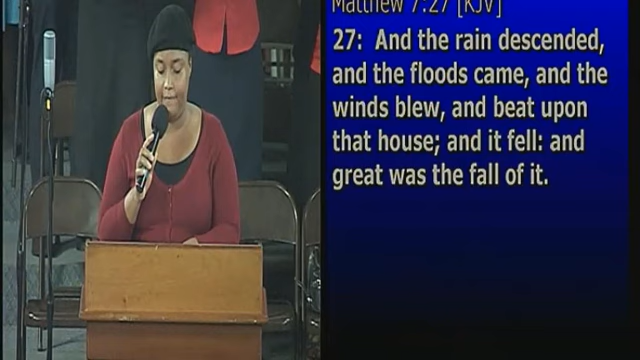 Matthew 7:27 [KJV]
27: And the rain descended,
and the floods came, and the
winds blew, and beat upon
that house; and it fell: and
great was the fall of it.